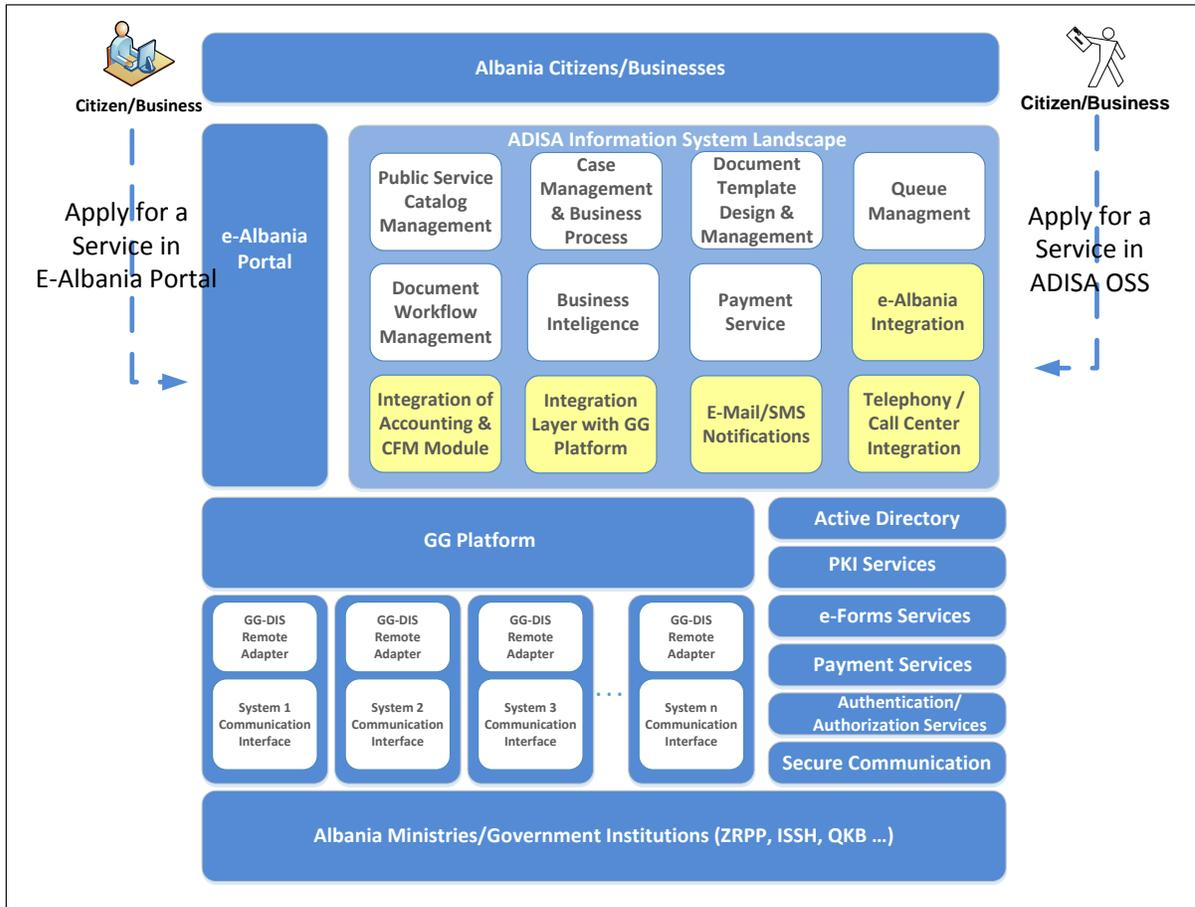 Albania Citizens/Businesses
Citizen/Business
Citizen/Business
Apply for a
Service in
E-Albania Portal
e-Albania
Portal
ADISA Information System Landscape
Public Service
Catalog
Management
Case
Management
& Business
Process
Document
Template
Design &
Management
Queue
Managment
Document
Workflow
Management
Business
Inteligence
Payment
Service
e-Albania
Integration
Integration of
Accounting &
CFM Module
Integration
Layer with GG
Platform
E-Mail/SMS
Notifications
Telephony /
Call Center
Integration
Apply for a
Service in
ADISA OSS
GG Platform
Active Directory
PKI Services
e-Forms Services
Payment Services
Authentication/
Authorization Services
Secure Communication
GG-DIS
Remote
Adapter
System 1
Communication
Interface
GG-DIS
Remote
Adapter
System 2
Communication
Interface
GG-DIS
Remote
Adapter
System 3
Communication
Interface
...
GG-DIS
Remote
Adapter
System n
Communication
Interface
Albania Ministries/Government Institutions (ZRPP, ISSH, QKB …)